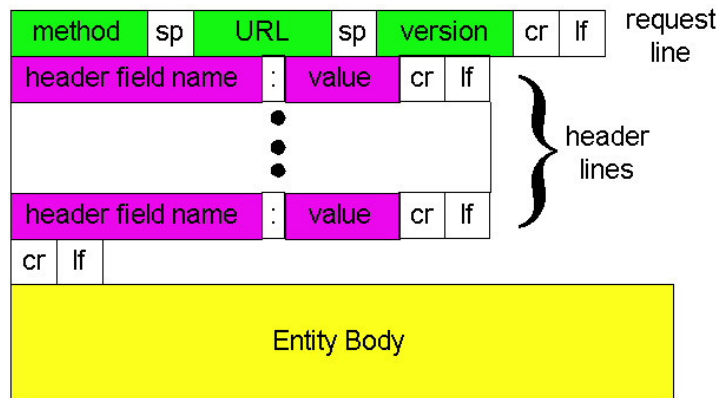 method sp URL sp version cr lf request line
header field name : value cr lf
header lines
header field name : value cr lf
cr lf
Entity Body